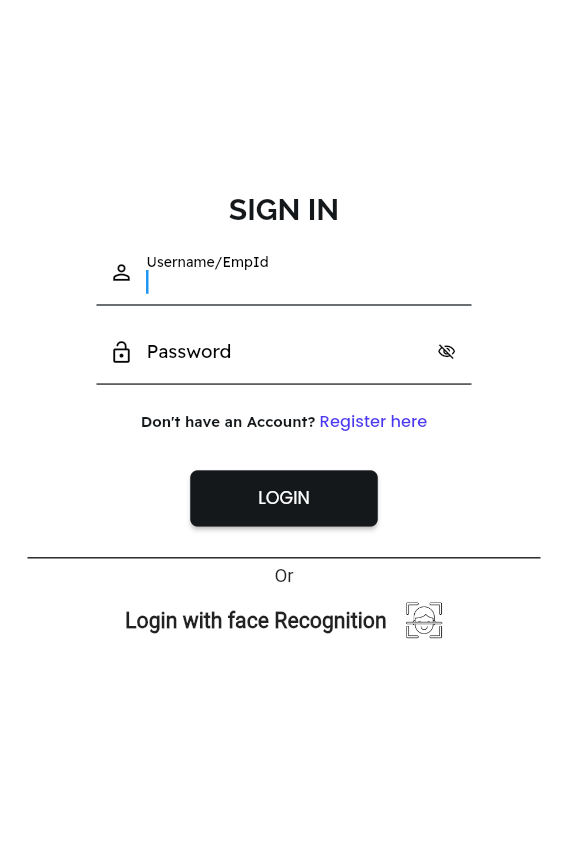 SIGN IN
Username/EmpId
Password
Don't have an Account? Register here
LOGIN
Or
Login with face Recognition